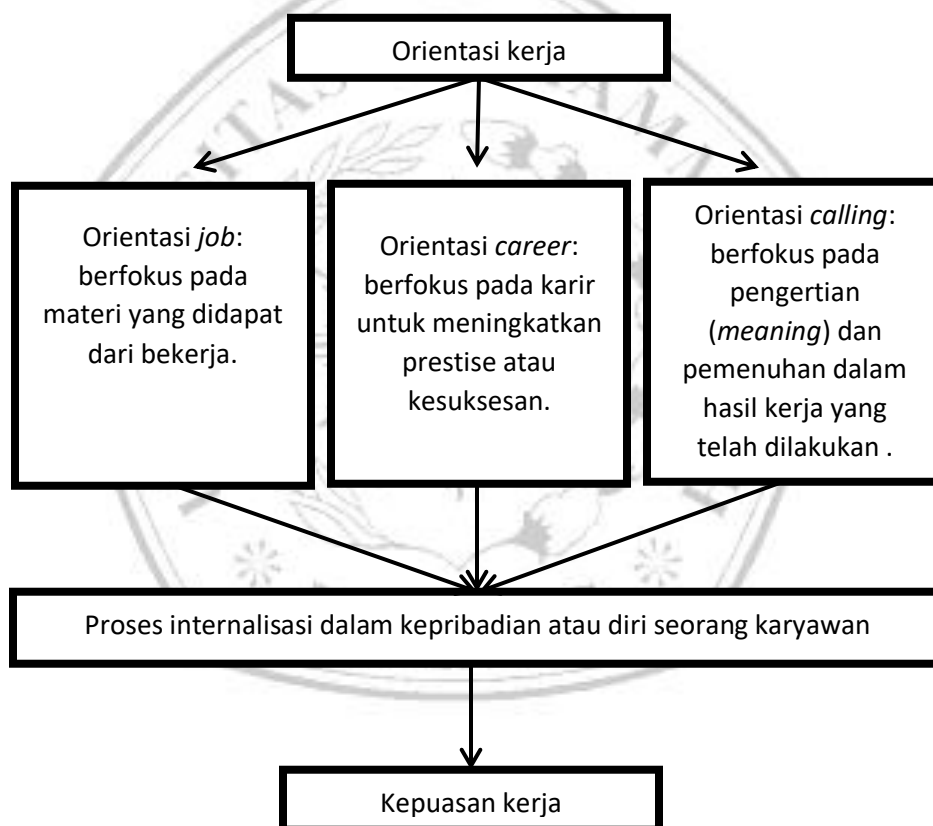 Orientasi kerja
Orientasi job:
berfokus pada
materi yang didapat
dari bekerja.
Orientasi career:
berfokus pada karir
untuk meningkatkan
prestise atau
kesuksesan.
Orientasi calling:
berfokus pada
pengertian
(meaning) dan
pemenuhan dalam
hasil kerja yang
telah dilakukan .
Proses internalisasi dalam kepribadian atau diri seorang karyawan
Kepuasan kerja